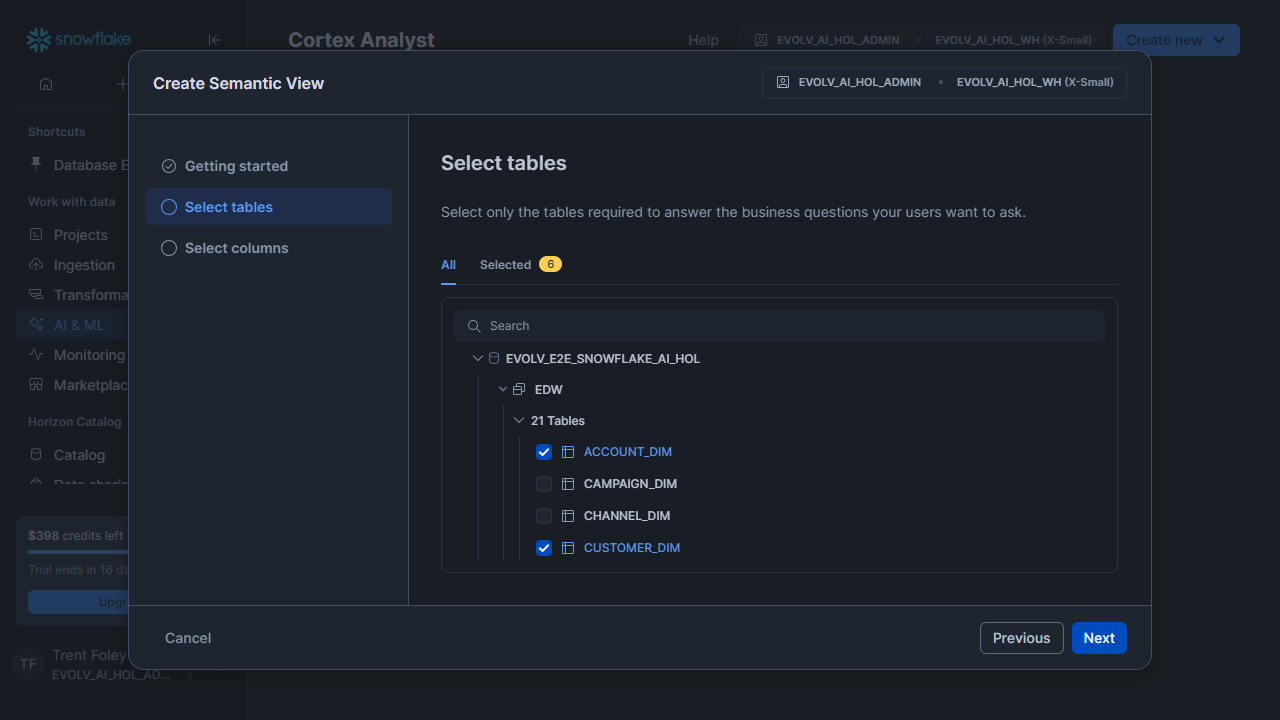 snowflake
Cortex Analyst
Help
EVOLV_AI_HOL_ADMIN
EVOLV_AI_HOL_WH (X-Small)
Create new
Create Semantic View
EVOLV_AI_HOL_ADMIN
EVOLV_AI_HOL_WH (X-Small)
Shortcuts
Database E
Work with data
Projects
Ingestion
Transforma
AI & ML
Monitoring
Marketplac
Horizon Catalog
Catalog
Data sharin
$398 credits left
Trial ends in 16 da
Upgr
TF
Trent Foley
EVOLV_AI_HOL_AD...
Getting started
Select tables
Select columns
Select tables
Select only the tables required to answer the business questions your users want to ask.
All
Selected 6
Search
EVOLV_E2E_SNOWFLAKE_AI_HOL
EDW
21 Tables
ACCOUNT_DIM
CAMPAIGN_DIM
CHANNEL_DIM
CUSTOMER_DIM
Cancel
Previous
Next